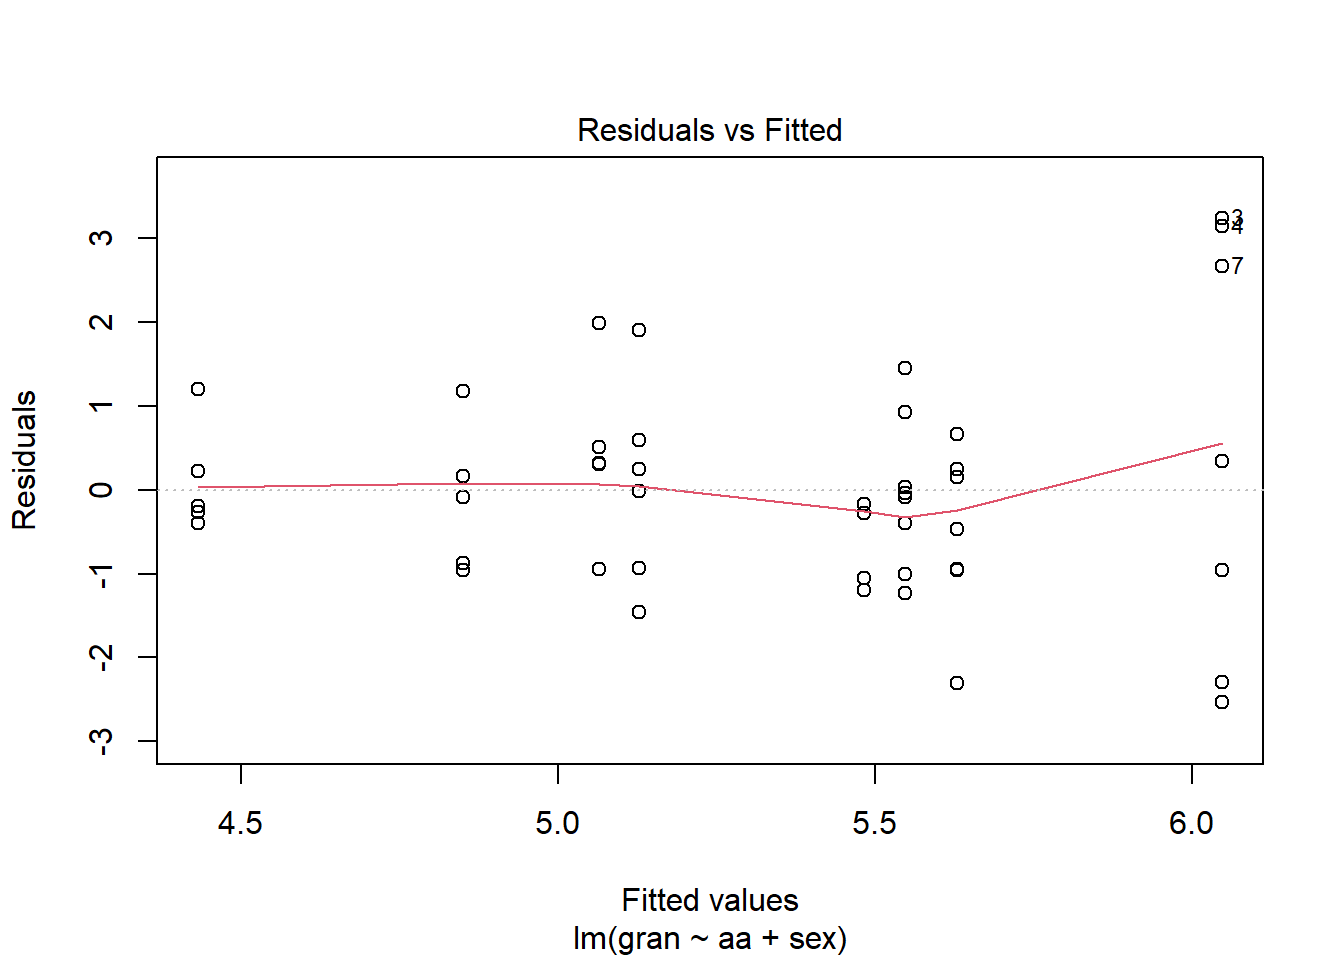 Residuals vs Fitted
Residuals
3
2
1
0
-1
-2
-3
3
4
7
4.5 5.0 5.5 6.0
Fitted values
lm(gran ~ aa + sex)